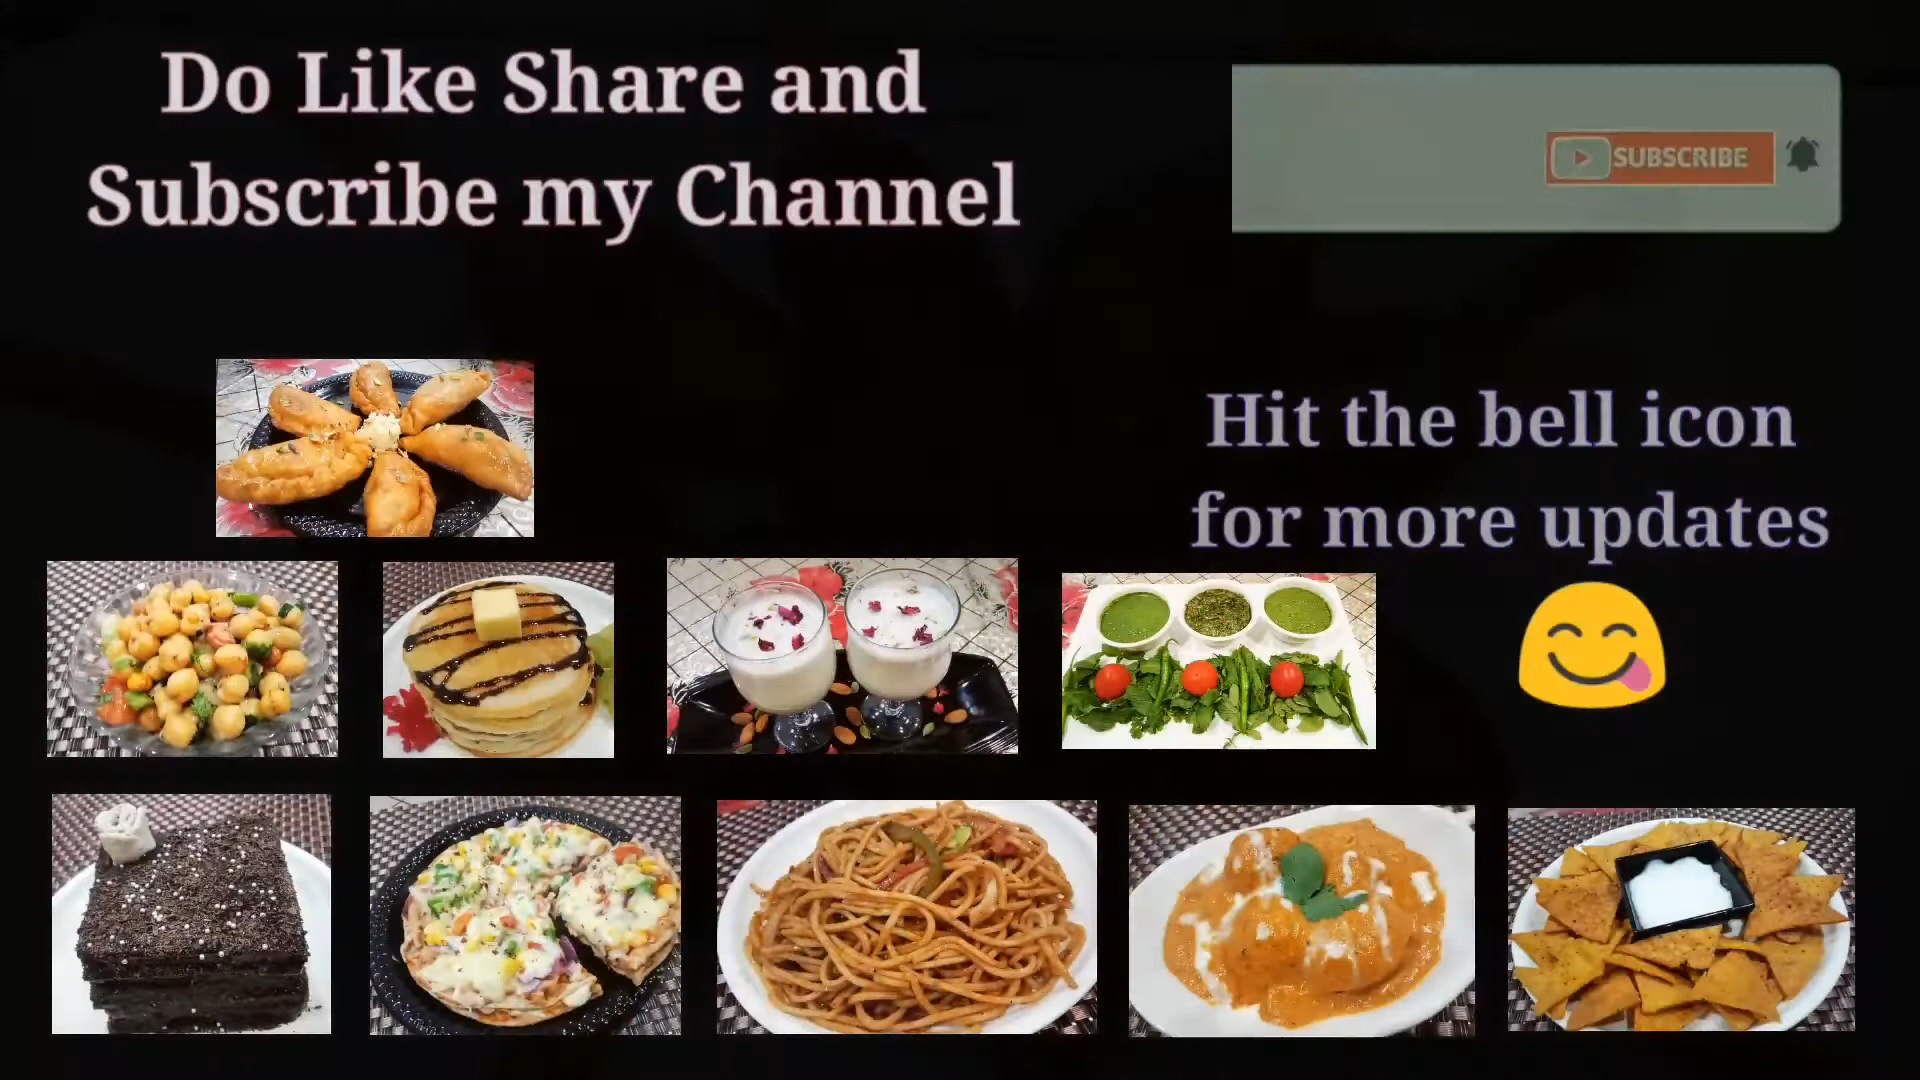 Do Like Share and
Subscribe my Channel
SUBSCRIBE
Hit the bell icon
for more updates